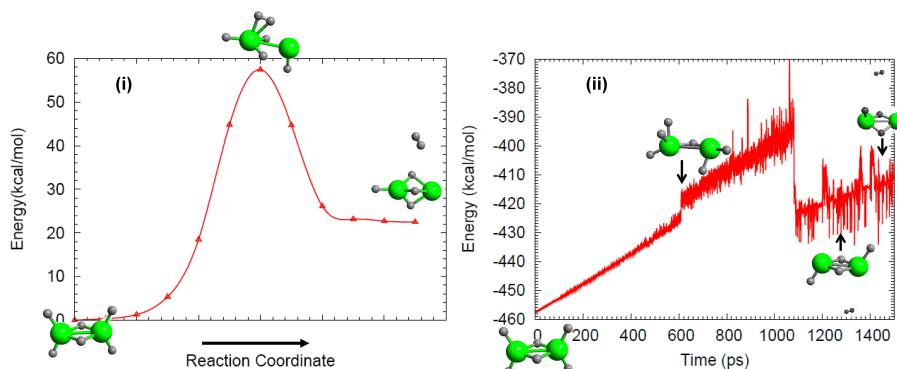 (i)
Energy(kcal/mol)
60
50
40
30
20
10
0
Reaction Coordinate
(ii)
Energy (kcal/mol)
-370
-380
-390
-400
-410
-420
-430
-440
-450
-460
0 200 400 600 800 1000 1200 1400
Time (ps)